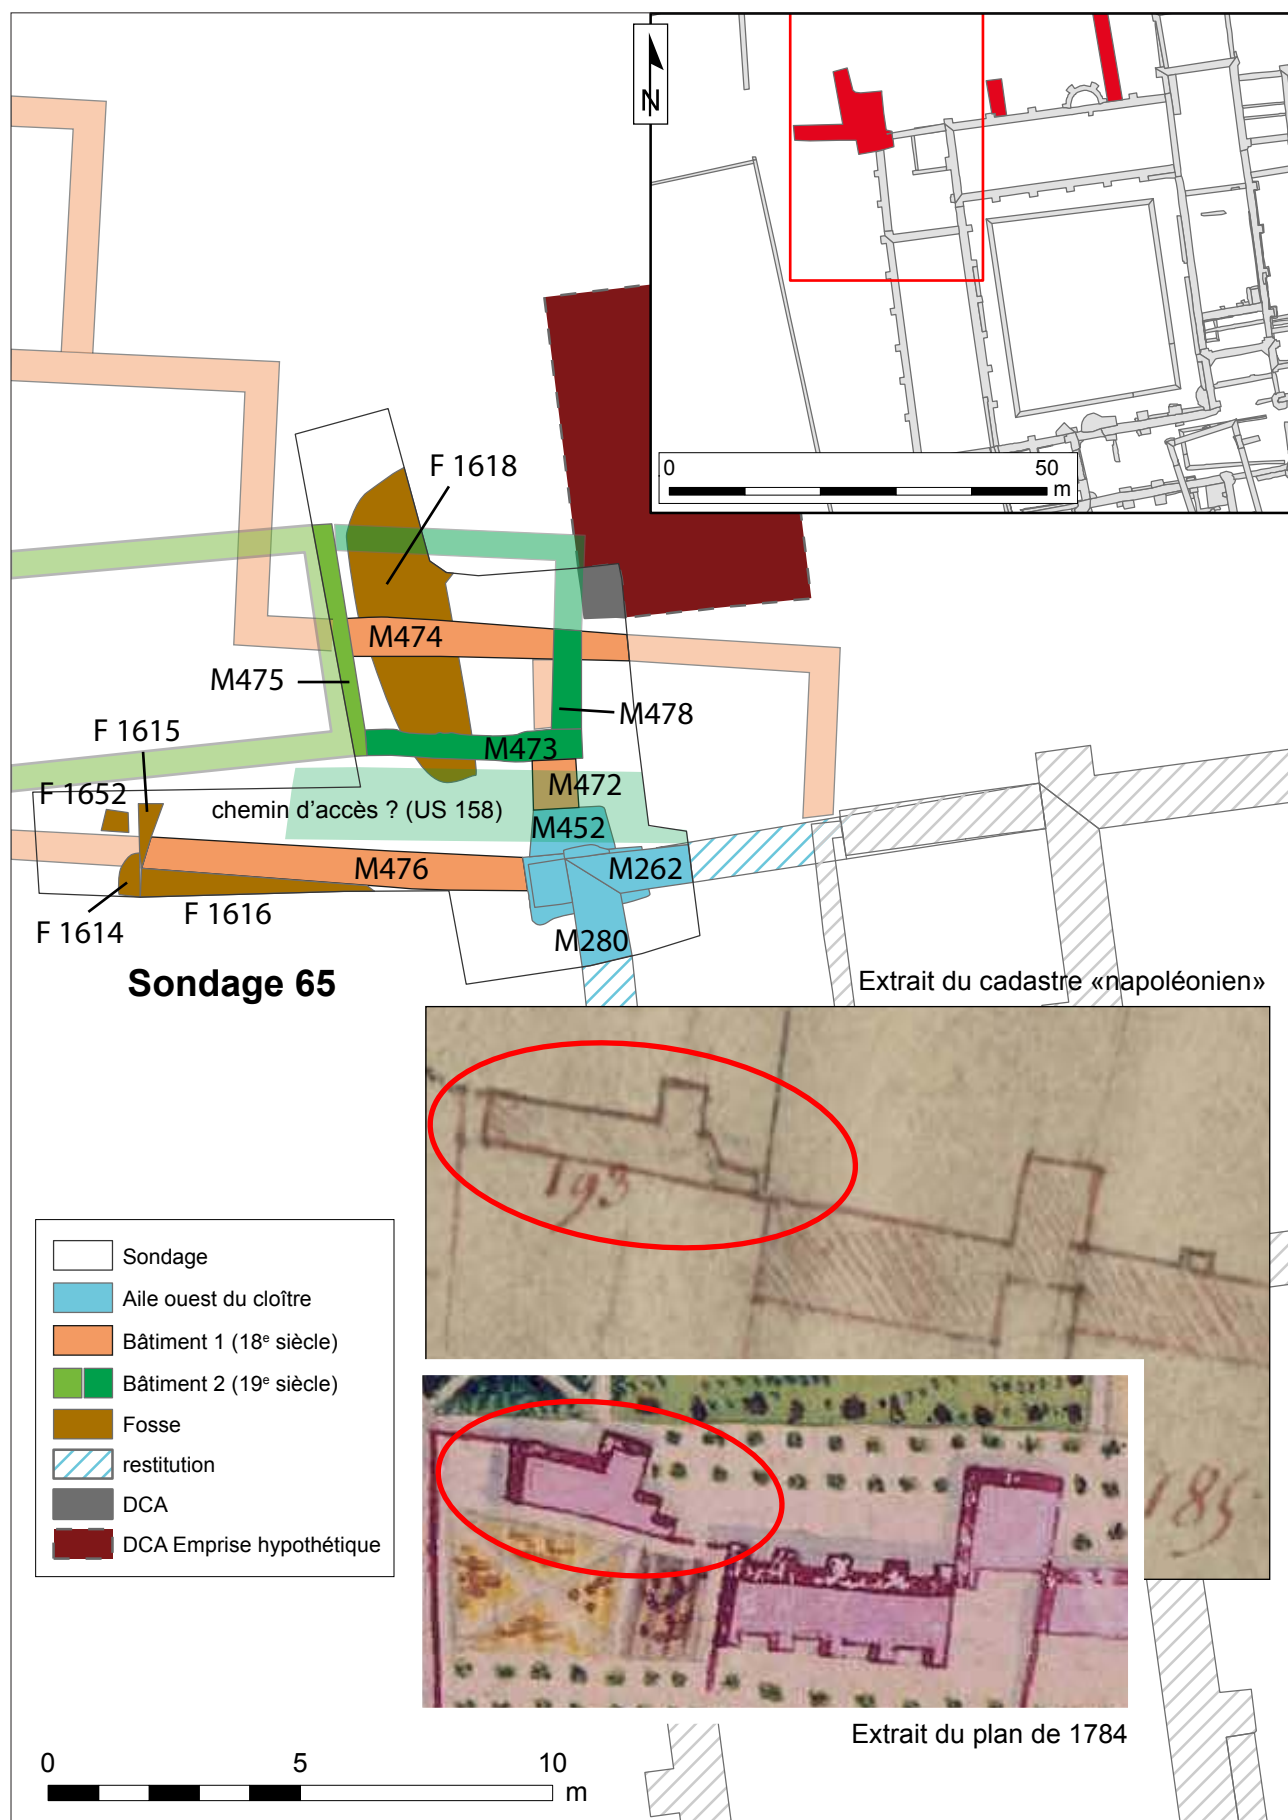 N
0 50
m
F 1618
M474
M475
M478
F 1615
M473
F 1652
M472
chemin d'accès ? (US 158)
M452
M476
M262
F 1614
F 1616
M280
Sondage 65
Extrait du cadastre «napoléonien»
193
185
Sondage
Aile ouest du cloître
Bâtiment 1 (18e siècle)
Bâtiment 2 (19e siècle)
Fosse
restitution
DCA
DCA Emprise hypothétique
Extrait du plan de 1784
0 5 10
m